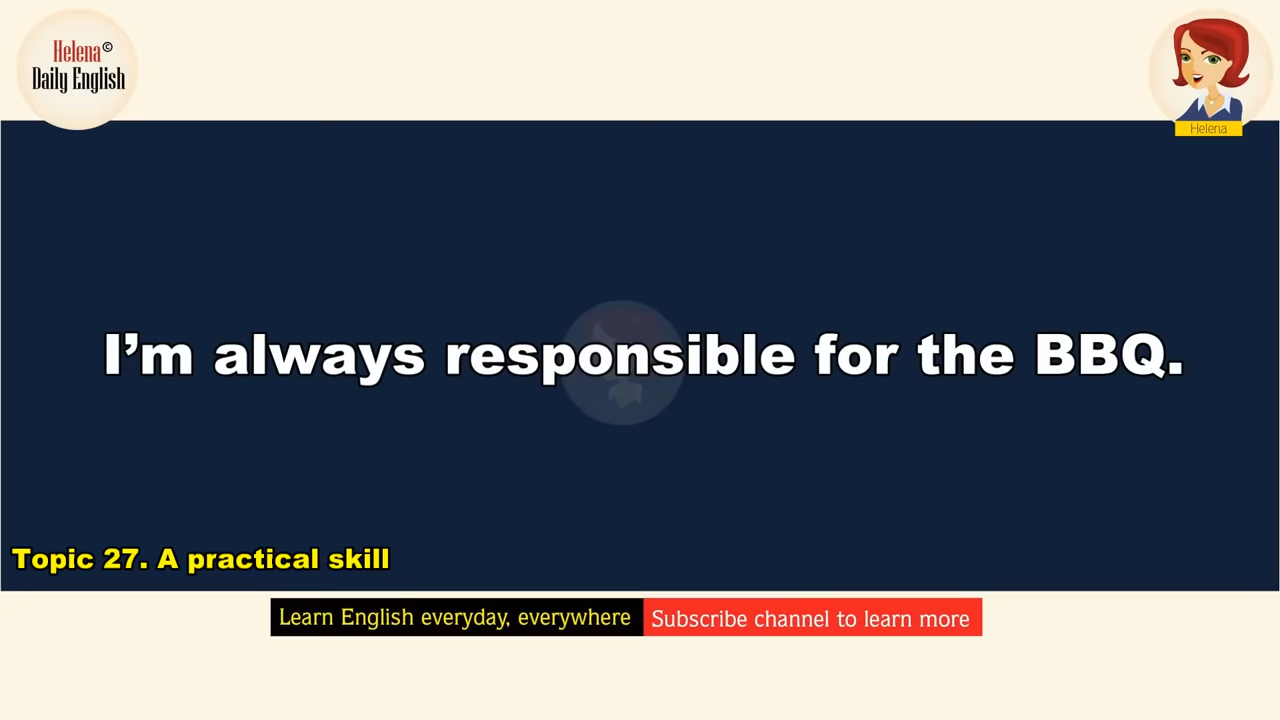 Helena©
Daily English
Helena
I'm always responsible for the BBQ.
Topic 27. A practical skill
Learn English everyday, everywhere
Subscribe channel to learn more